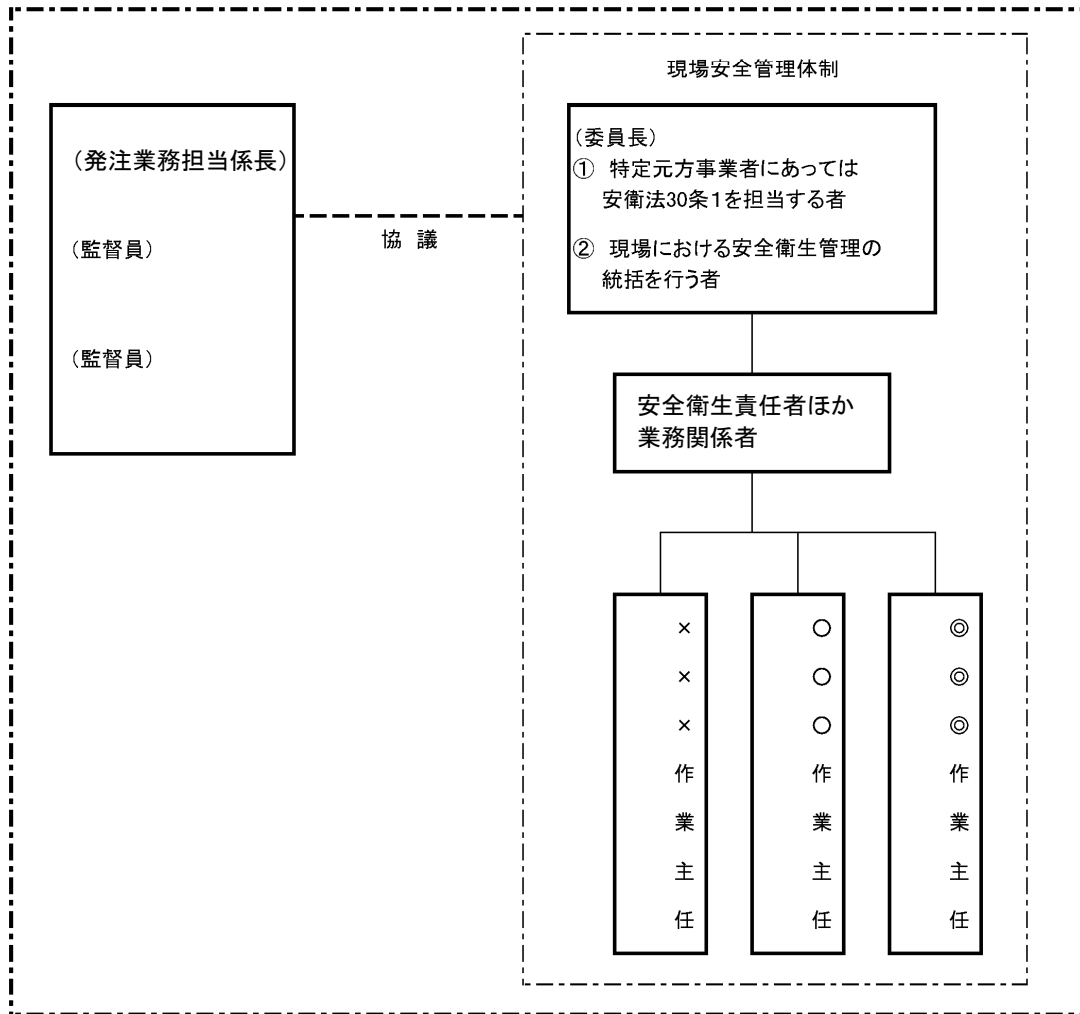 現場安全管理体制
（発注業務担当係長）
（監督員）
（監督員）
協 議
（委員長）
① 特定元方事業者にあっては
安衛法30条1を担当する者
② 現場における安全衛生管理の
統括を行う者
安全衛生責任者ほか
業務関係者
×××作業主任
○○○作業主任
◎◎◎作業主任